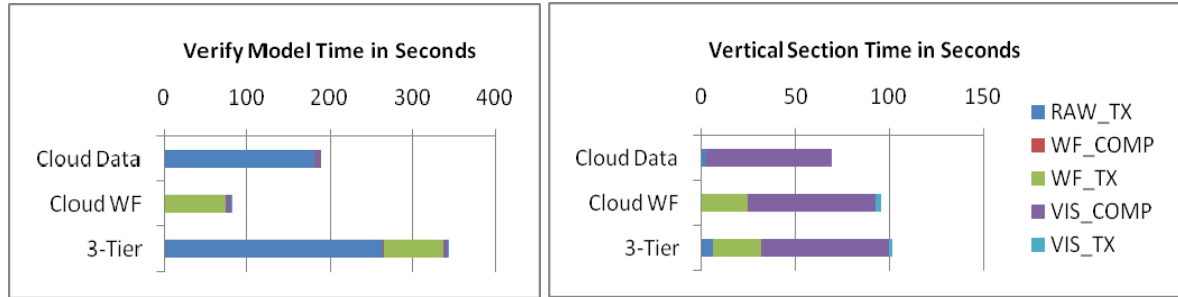 Verify Model Time in Seconds
0 100 200 300 400
Cloud Data
Cloud WF
3-Tier
Vertical Section Time in Seconds
0 50 100 150
Cloud Data
Cloud WF
3-Tier
RAW_TX
WF_COMP
WF_TX
VIS_COMP
VIS_TX